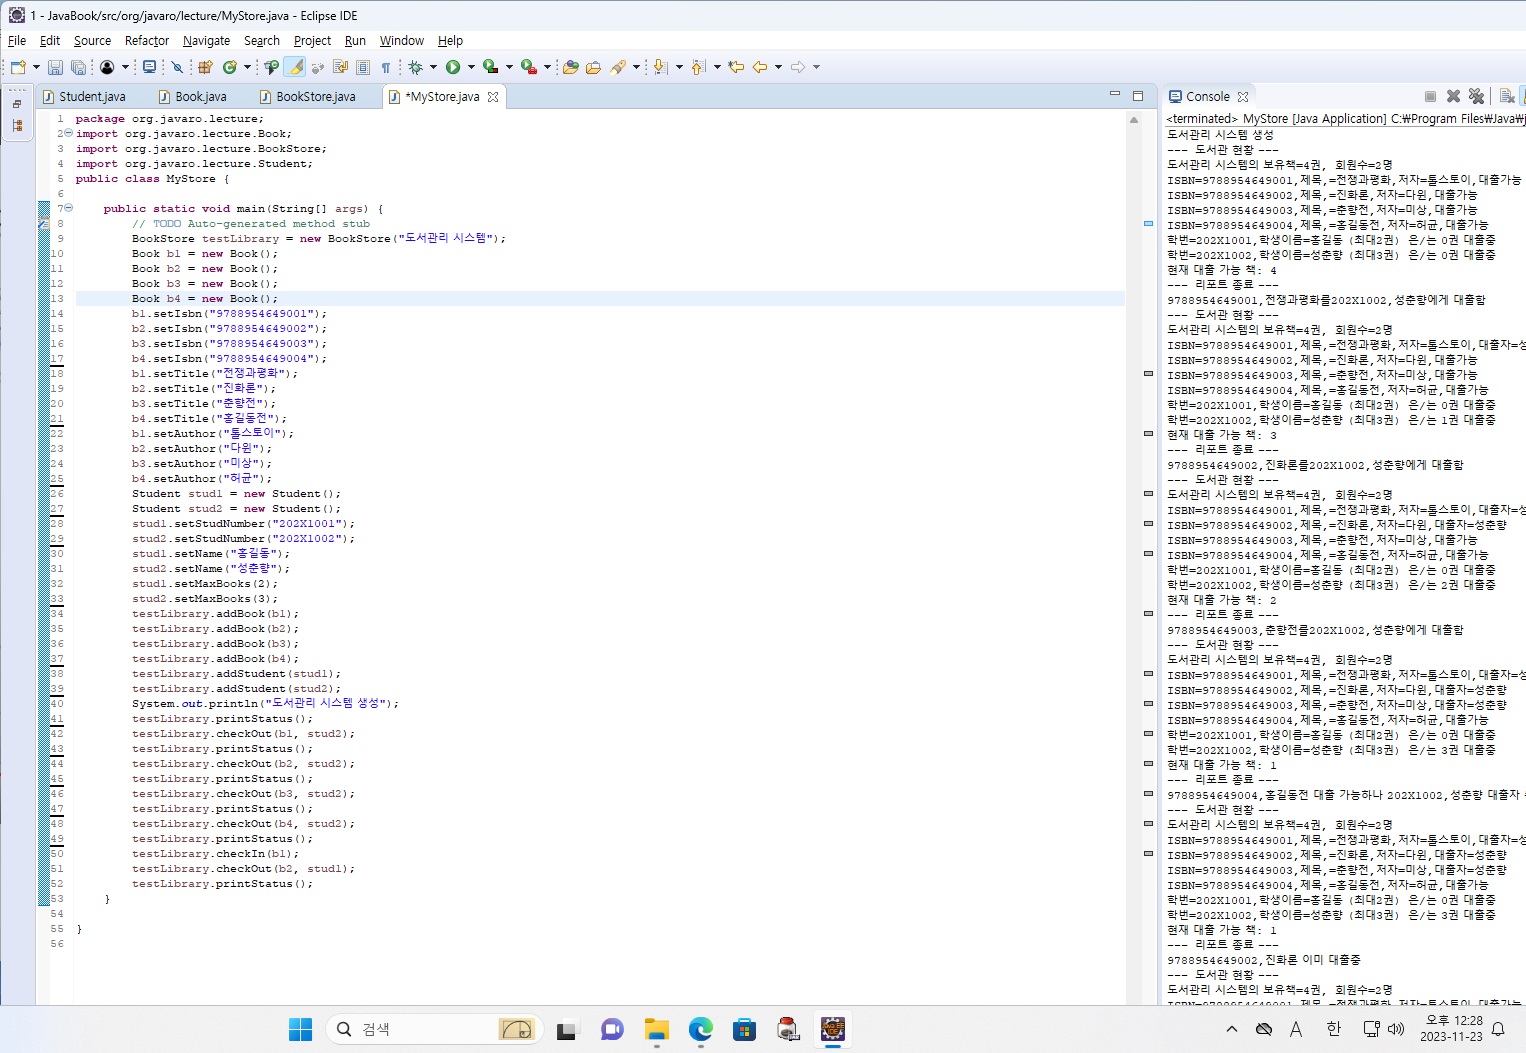 1 - JavaBook/src/org/javaro/lecture/MyStore.java - Eclipse IDE
File Edit Source Refactor Navigate Search Project Run Window Help
Student.java Book.java BookStore.java *MyStore.java
1 package org.javaro.lecture;
2 import org.javaro.lecture.Book;
3 import org.javaro.lecture.BookStore;
4 import org.javaro.lecture.Student;
5 public class MyStore {
6
7 public static void main(String[] args) {
8 // TODO Auto-generated method stub
9 BookStore testLibrary = new BookStore("도서관리 시스템");
10 Book b1 = new Book();
11 Book b2 = new Book();
12 Book b3 = new Book();
13 Book b4 = new Book();
14 b1.setIsbn("9788954649001");
15 b2.setIsbn("9788954649002");
16 b3.setIsbn("9788954649003");
17 b4.setIsbn("9788954649004");
18 b1.setTitle("전쟁과평화");
19 b2.setTitle("진화론");
20 b3.setTitle("춘향전");
21 b4.setTitle("홍길동전");
22 b1.setAuthor("톨스토이");
23 b2.setAuthor("다윈");
24 b3.setAuthor("미상");
25 b4.setAuthor("허균");
26 Student stud1 = new Student();
27 Student stud2 = new Student();
28 stud1.setStudNumber("202X1001");
29 stud2.setStudNumber("202X1002");
30 stud1.setName("홍길동");
31 stud2.setName("성춘향");
32 stud1.setMaxBooks(2);
33 stud2.setMaxBooks(3);
34 testLibrary.addBook(b1);
35 testLibrary.addBook(b2);
36 testLibrary.addBook(b3);
37 testLibrary.addBook(b4);
38 testLibrary.addStudent(stud1);
39 testLibrary.addStudent(stud2);
40 System.out.println("도서관리 시스템 생성");
41 testLibrary.printStatus();
42 testLibrary.checkOut(b1, stud2);
43 testLibrary.printStatus();
44 testLibrary.checkOut(b2, stud2);
45 testLibrary.printStatus();
46 testLibrary.checkOut(b3, stud2);
47 testLibrary.printStatus();
48 testLibrary.checkOut(b4, stud2);
49 testLibrary.printStatus();
50 testLibrary.checkIn(b1);
51 testLibrary.checkOut(b2, stud1);
52 testLibrary.printStatus();
53 }
54
55 }
56
Console
<terminated> MyStore [Java Application] C:₩Program Files₩Java₩j
도서관리 시스템 생성
--- 도서관 현황 ---
도서관리 시스템의 보유책=4권, 회원수=2명
ISBN=9788954649001,제목,=전쟁과평화,저자=톨스토이,대출가능
ISBN=9788954649002,제목,=진화론,저자=다윈,대출가능
ISBN=9788954649003,제목,=춘향전,저자=미상,대출가능
ISBN=9788954649004,제목,=홍길동전,저자=허균,대출가능
학번=202X1001,학생이름=홍길동 (최대2권) 은/는 0권 대출중
학번=202X1002,학생이름=성춘향 (최대3권) 은/는 0권 대출중
현재 대출 가능 책: 4
--- 리포트 종료 ---
9788954649001,전쟁과평화를202X1002,성춘향에게 대출함
--- 도서관 현황 ---
도서관리 시스템의 보유책=4권, 회원수=2명
ISBN=9788954649001,제목,=전쟁과평화,저자=톨스토이,대출자=성
ISBN=9788954649002,제목,=진화론,저자=다윈,대출가능
ISBN=9788954649003,제목,=춘향전,저자=미상,대출가능
ISBN=9788954649004,제목,=홍길동전,저자=허균,대출가능
학번=202X1001,학생이름=홍길동 (최대2권) 은/는 0권 대출중
학번=202X1002,학생이름=성춘향 (최대3권) 은/는 1권 대출중
현재 대출 가능 책: 3
--- 리포트 종료 ---
9788954649002,진화론를202X1002,성춘향에게 대출함
--- 도서관 현황 ---
도서관리 시스템의 보유책=4권, 회원수=2명
ISBN=9788954649001,제목,=전쟁과평화,저자=톨스토이,대출자=성
ISBN=9788954649002,제목,=진화론,저자=다윈,대출자=성춘향
ISBN=9788954649003,제목,=춘향전,저자=미상,대출가능
ISBN=9788954649004,제목,=홍길동전,저자=허균,대출가능
학번=202X1001,학생이름=홍길동 (최대2권) 은/는 0권 대출중
학번=202X1002,학생이름=성춘향 (최대3권) 은/는 2권 대출중
현재 대출 가능 책: 2
--- 리포트 종료 ---
9788954649003,춘향전를202X1002,성춘향에게 대출함
--- 도서관 현황 ---
도서관리 시스템의 보유책=4권, 회원수=2명
ISBN=9788954649001,제목,=전쟁과평화,저자=톨스토이,대출자=성
ISBN=9788954649002,제목,=진화론,저자=다윈,대출자=성춘향
ISBN=9788954649003,제목,=춘향전,저자=미상,대출자=성춘향
ISBN=9788954649004,제목,=홍길동전,저자=허균,대출가능
학번=202X1001,학생이름=홍길동 (최대2권) 은/는 0권 대출중
학번=202X1002,학생이름=성춘향 (최대3권) 은/는 3권 대출중
현재 대출 가능 책: 1
--- 리포트 종료 ---
9788954649004,홍길동전 대출 가능하나 202X1002,성춘향 대출자
--- 도서관 현황 ---
도서관리 시스템의 보유책=4권, 회원수=2명
ISBN=9788954649001,제목,=전쟁과평화,저자=톨스토이,대출자=성
ISBN=9788954649002,제목,=진화론,저자=다윈,대출자=성춘향
ISBN=9788954649003,제목,=춘향전,저자=미상,대출자=성춘향
ISBN=9788954649004,제목,=홍길동전,저자=허균,대출가능
학번=202X1001,학생이름=홍길동 (최대2권) 은/는 0권 대출중
학번=202X1002,학생이름=성춘향 (최대3권) 은/는 3권 대출중
현재 대출 가능 책: 1
--- 리포트 종료 ---
9788954649002,진화론 이미 대출중
--- 도서관 현황 ---
도서관리 시스템의 보유책=4권, 회원수=2명
ISBN=9788954649001,제목,=전쟁과평화,저자=톨스토이,대출가능
검색
A 한
오후 12:28
2023-11-23